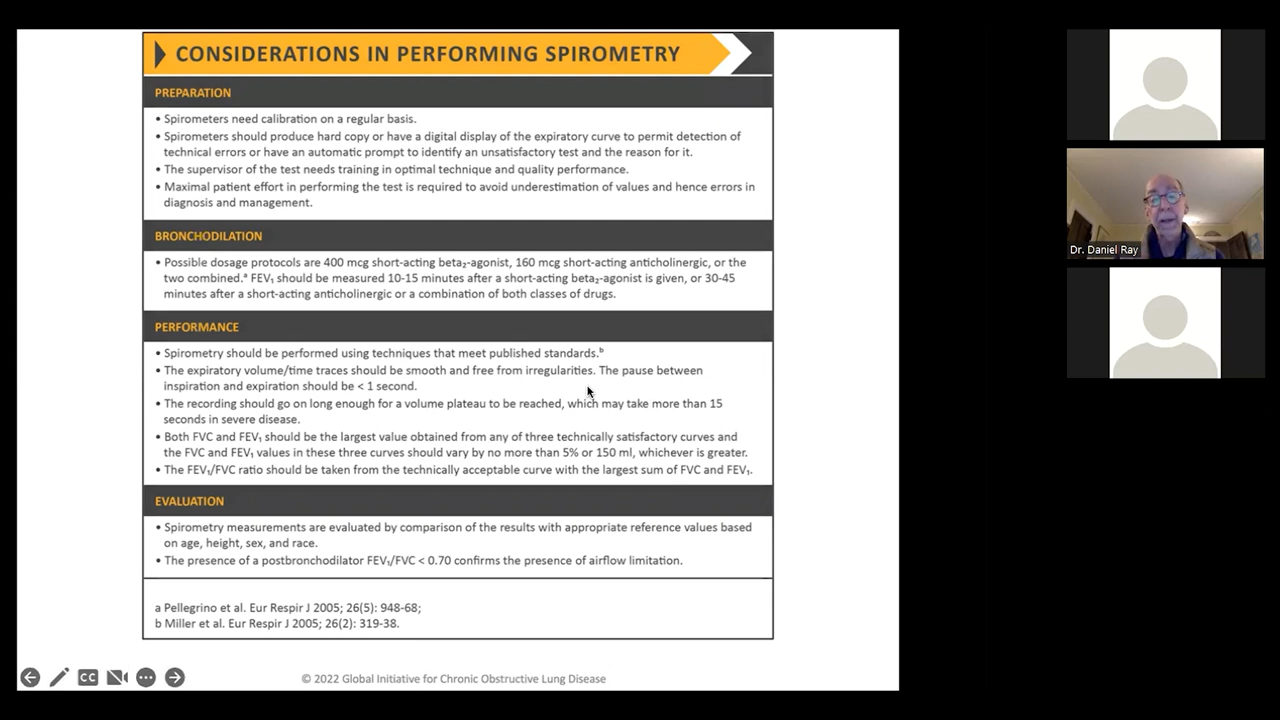 CONSIDERATIONS IN PERFORMING SPIROMETRY
PREPARATION
• Spirometers need calibration on a regular basis.
• Spirometers should produce hard copy or have a digital display of the expiratory curve to permit detection of
technical errors or have an automatic prompt to identify an unsatisfactory test and the reason for it.
• The supervisor of the test needs training in optimal technique and quality performance.
• Maximal patient effort in performing the test is required to avoid underestimation of values and hence errors in
diagnosis and management.
BRONCHODILATION
• Possible dosage protocols are 400 mcg short-acting beta₂-agonist, 160 mcg short-acting anticholinergic, or the
two combined.ᵃ FEV₁ should be measured 10-15 minutes after a short-acting beta₂-agonist is given, or 30-45
minutes after a short-acting anticholinergic or a combination of both classes of drugs.
PERFORMANCE
• Spirometry should be performed using techniques that meet published standards.ᵇ
• The expiratory volume/time traces should be smooth and free from irregularities. The pause between
inspiration and expiration should be < 1 second.
• The recording should go on long enough for a volume plateau to be reached, which may take more than 15
seconds in severe disease.
• Both FVC and FEV₁ should be the largest value obtained from any of three technically satisfactory curves and
the FVC and FEV₁ values in these three curves should vary by no more than 5% or 150 ml, whichever is greater.
• The FEV₁/FVC ratio should be taken from the technically acceptable curve with the largest sum of FVC and FEV₁.
EVALUATION
• Spirometry measurements are evaluated by comparison of the results with appropriate reference values based
on age, height, sex, and race.
• The presence of a postbronchodilator FEV₁/FVC < 0.70 confirms the presence of airflow limitation.
a Pellegrino et al. Eur Respir J 2005; 26(5): 948-68;
b Miller et al. Eur Respir J 2005; 26(2): 319-38.
CC
© 2022 Global Initiative for Chronic Obstructive Lung Disease
Dr. Daniel Ray